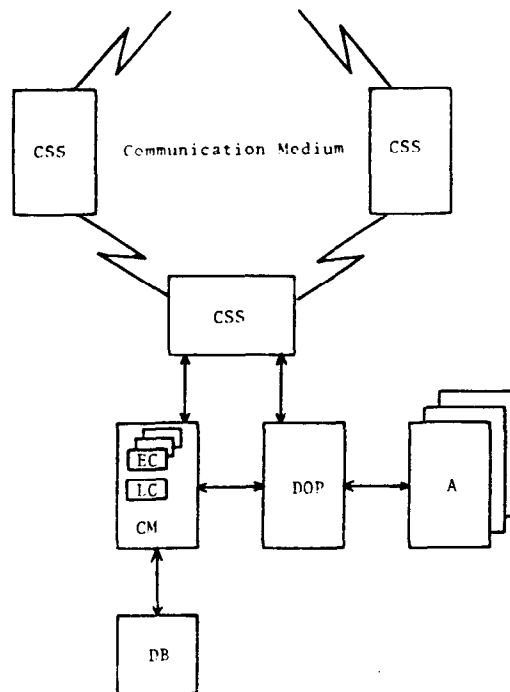 CSS
Communication Medium
CSS
CSS
EC
LC
CM
DOP
A
DB